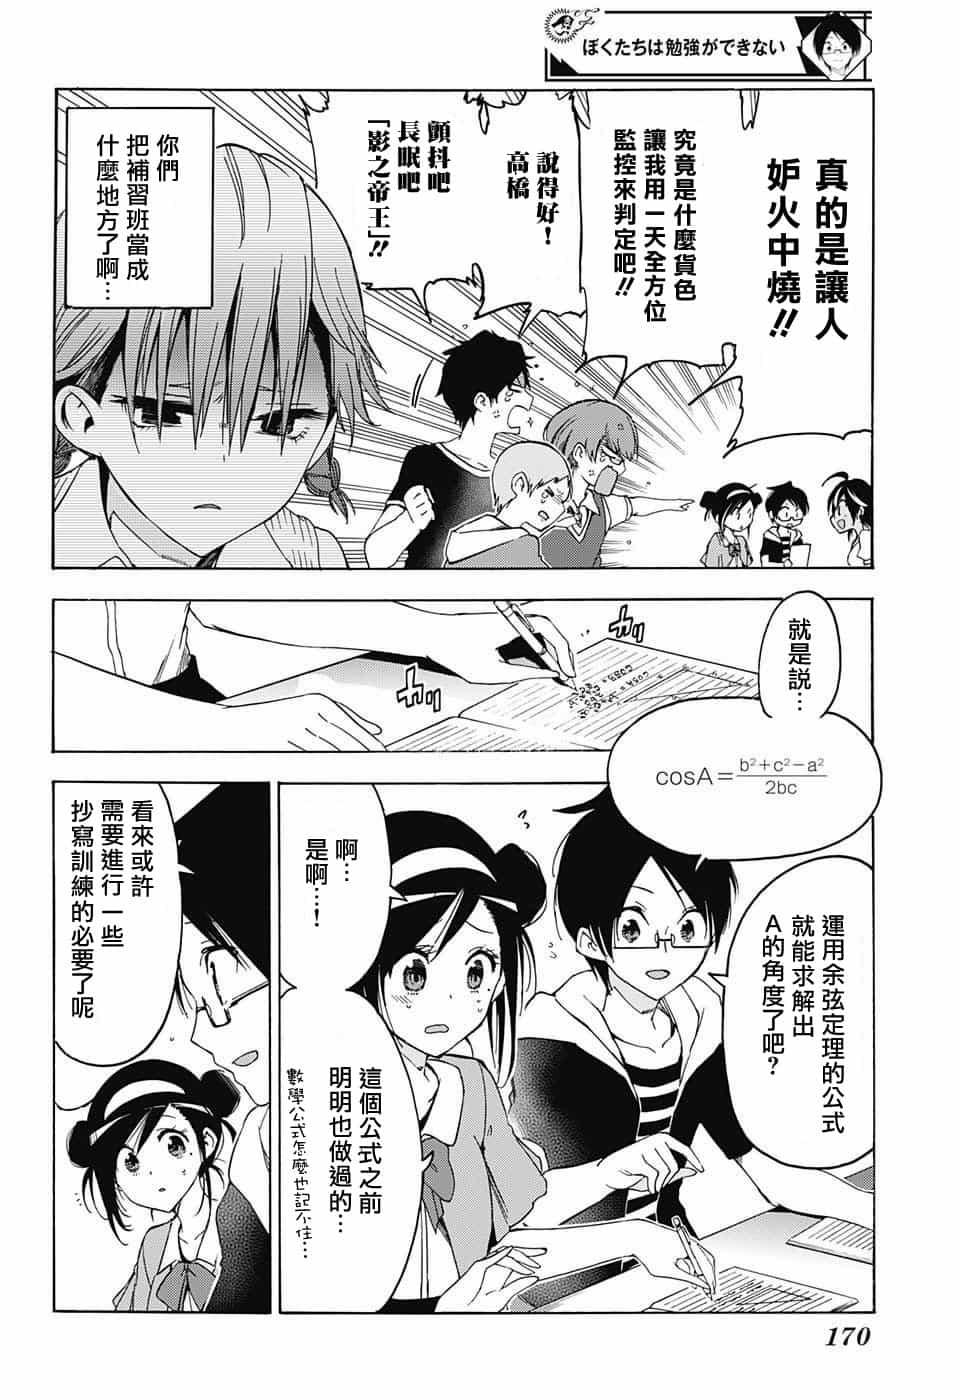 ぼくたちは勉強ができない
真的是讓人
妒火中燒!!
究竟是什麼貨色
讓我用一天全方位
監控來判定吧!!
說得好!
高橋
顫抖吧
長眠吧
「影之帝王」!!
你們
把補習班當成
什麼地方了啊…
ガリ
ガリ
就是説…
cosA=b²+c²−a²/2bc
運用余弦定理的公式
就能求解出
A的角度了吧?
啊…
是啊…!
這個公式之前
明明也做過的…
數學公式怎麼也記不住…
看來或許
需要進行一些
抄寫訓練的必要了呢
170